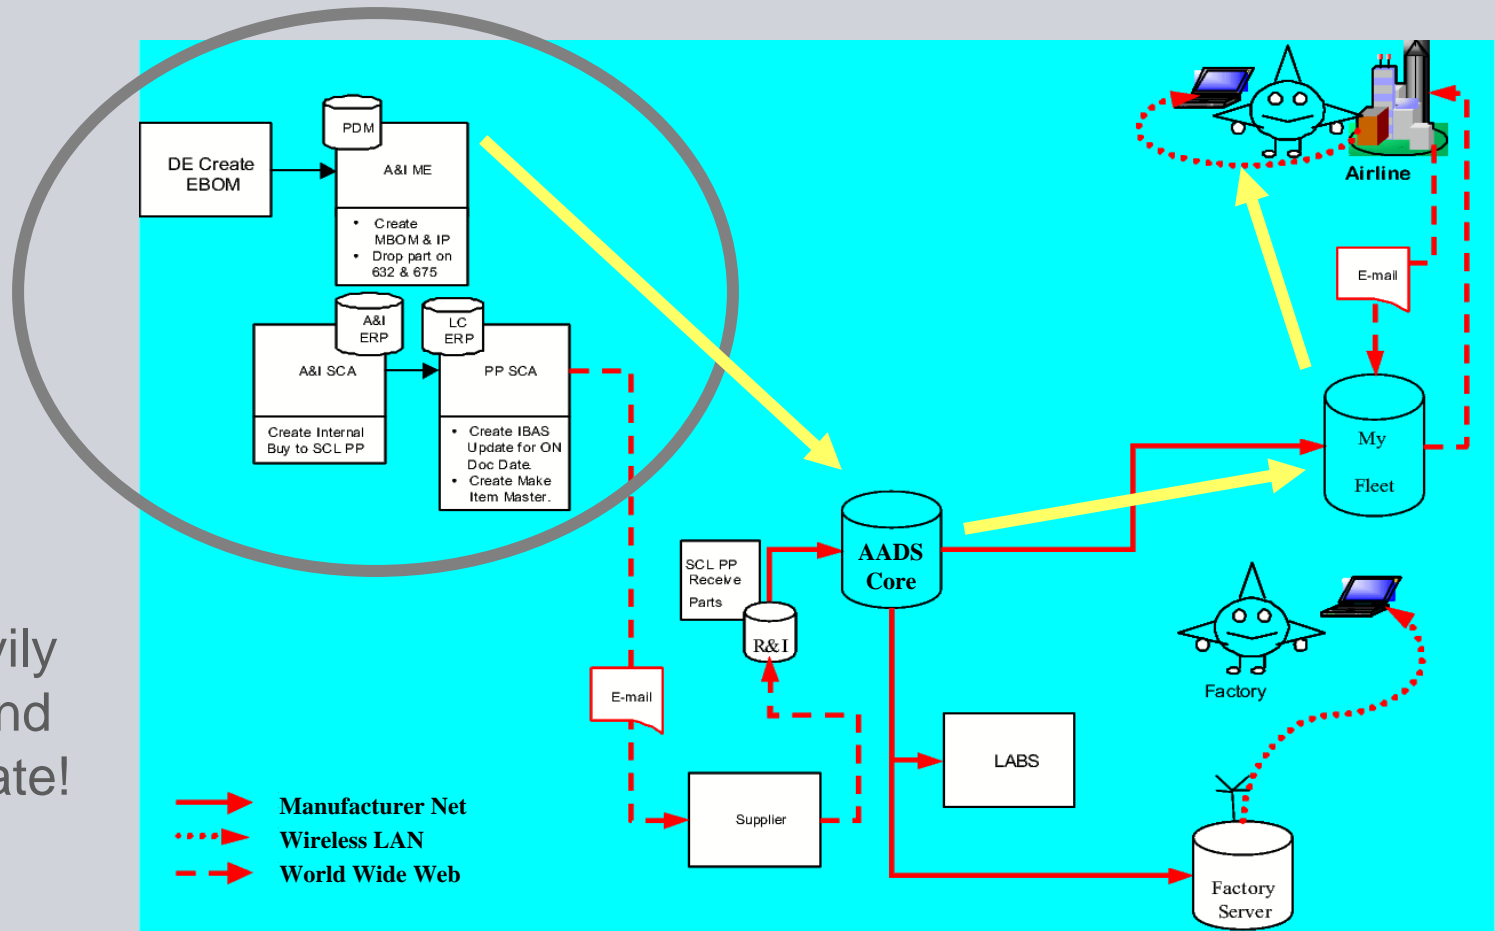 PDM
DE Create
EBOM
A&I ME
• Create
MBOM & IP
• Drop part on
632 & 675
A&I
ERP
LC
ERP
A&I SCA
PP SCA
Create Internal
Buy to SCL PP
• Create IBAS
Update for ON
Doc Date.
• Create Make
Item Master.
Airline
E-mail
My
Fleet
AADS
Core
SCL PP
Receive
Parts
R&I
Factory
E-mail
LABS
Supplier
Factory
Server
Manufacturer Net
Wireless LAN
World Wide Web
vily
nd
ate!